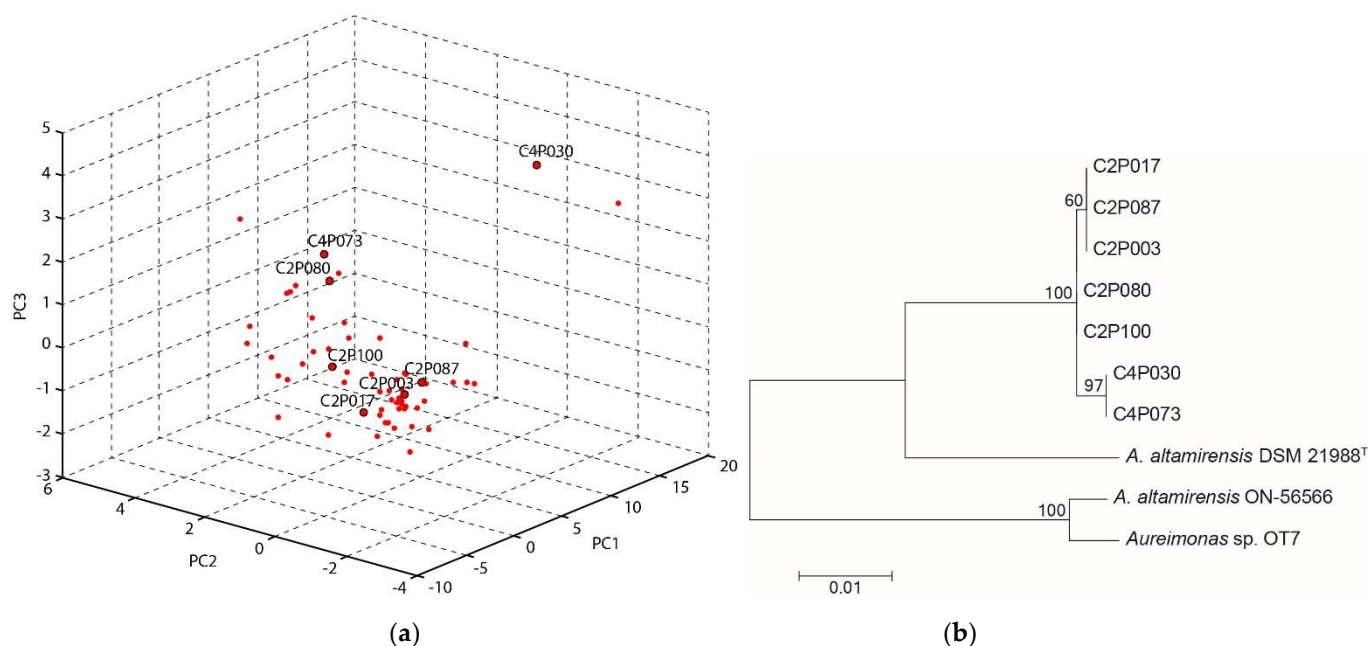 5
4
3
2
1
0
-1
-2
-3
PC3
6
4
2
0
-2
-4
PC2
-10
-5
0
5
10
15
20
PC1
C4P030
C4P073
C2P080
C2P100
C2P087
C2P003
C2P017
(a)
C2P017
60
C2P087
C2P003
C2P080
100
C2P100
C4P030
97
C4P073
A. altamirensis DSM 21988ᵀ
A. altamirensis ON-56566
100
Aureimonas sp. OT7
0.01
(b)